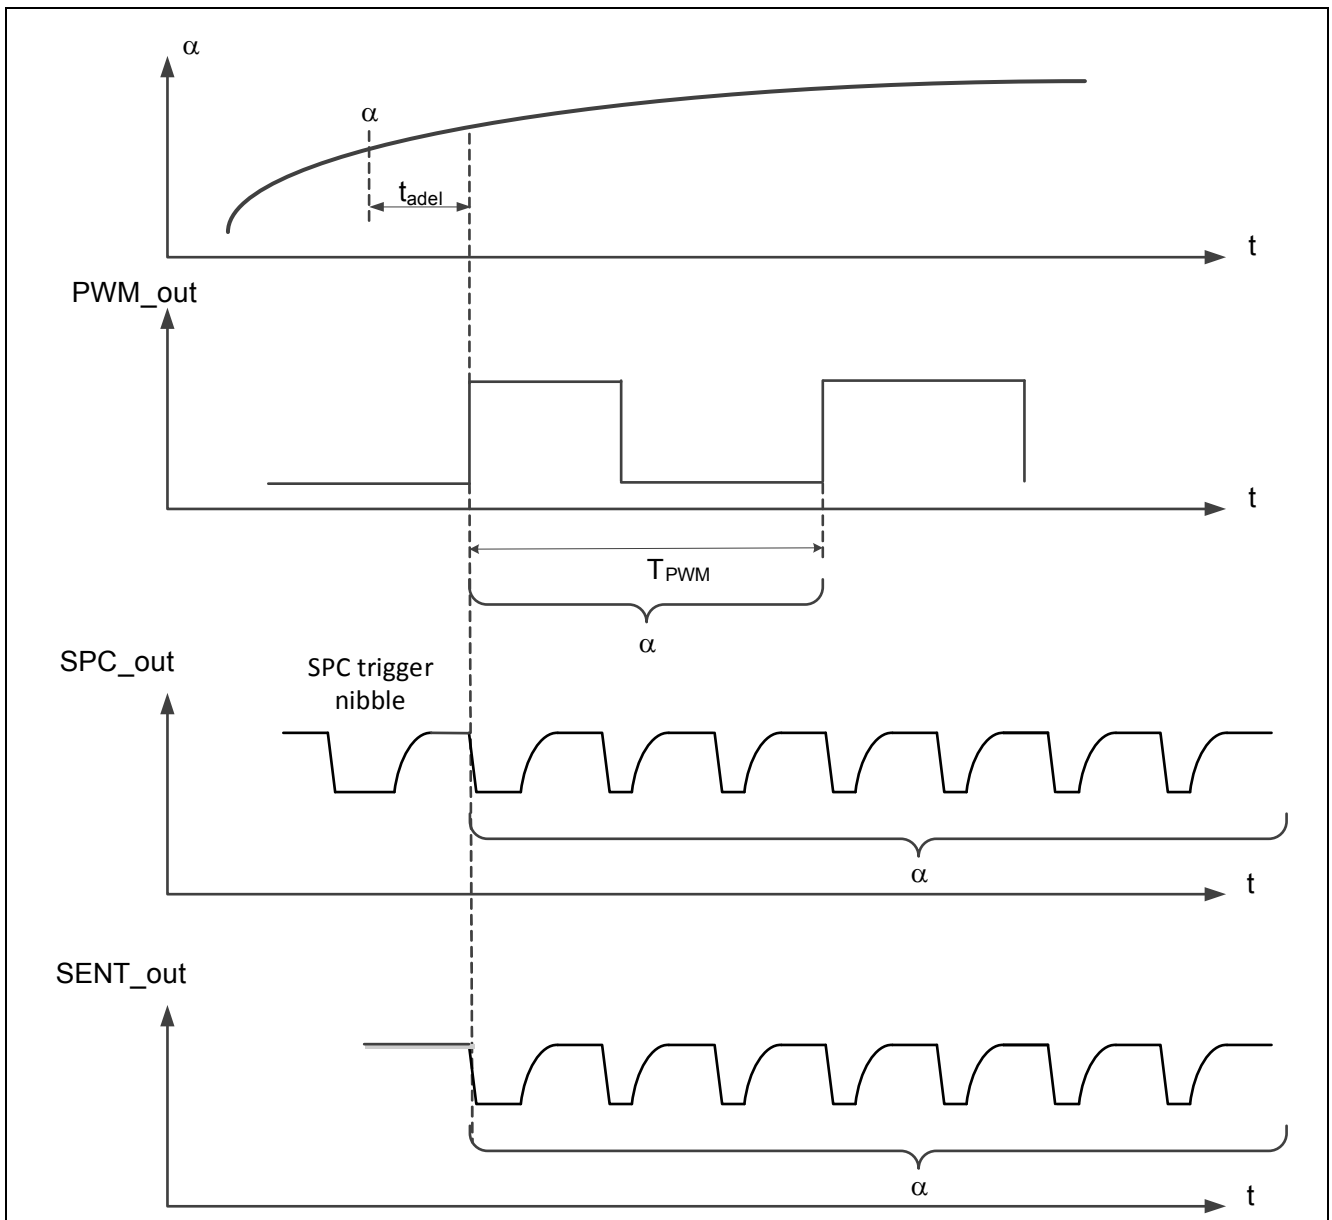 α
α
t_adel
t
PWM_out
t
T_PWM
α
SPC_out
SPC trigger
nibble
α
t
SENT_out
α
t